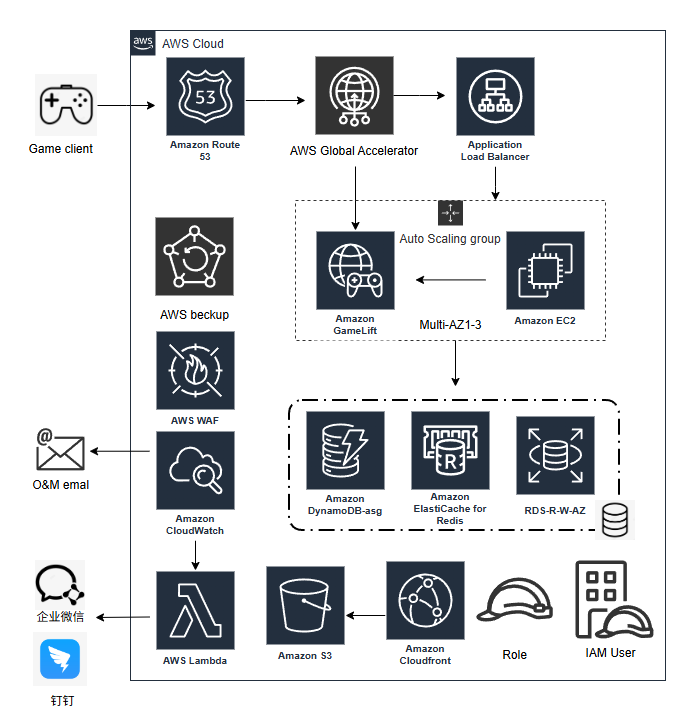 aws
AWS Cloud
53
Game client
Amazon Route
53
AWS Global Accelerator
Application
Load Balancer
Auto Scaling group
AWS beckup
Amazon
GameLift
Multi-AZ1-3
Amazon EC2
AWS WAF
@
O&M emal
Amazon
CloudWatch
R
Amazon
DynamoDB-asg
Amazon
ElastiCache for
Redis
RDS-R-W-AZ
企业微信
钉钉
AWS Lambda
Amazon S3
Amazon
Cloudfront
Role
IAM User